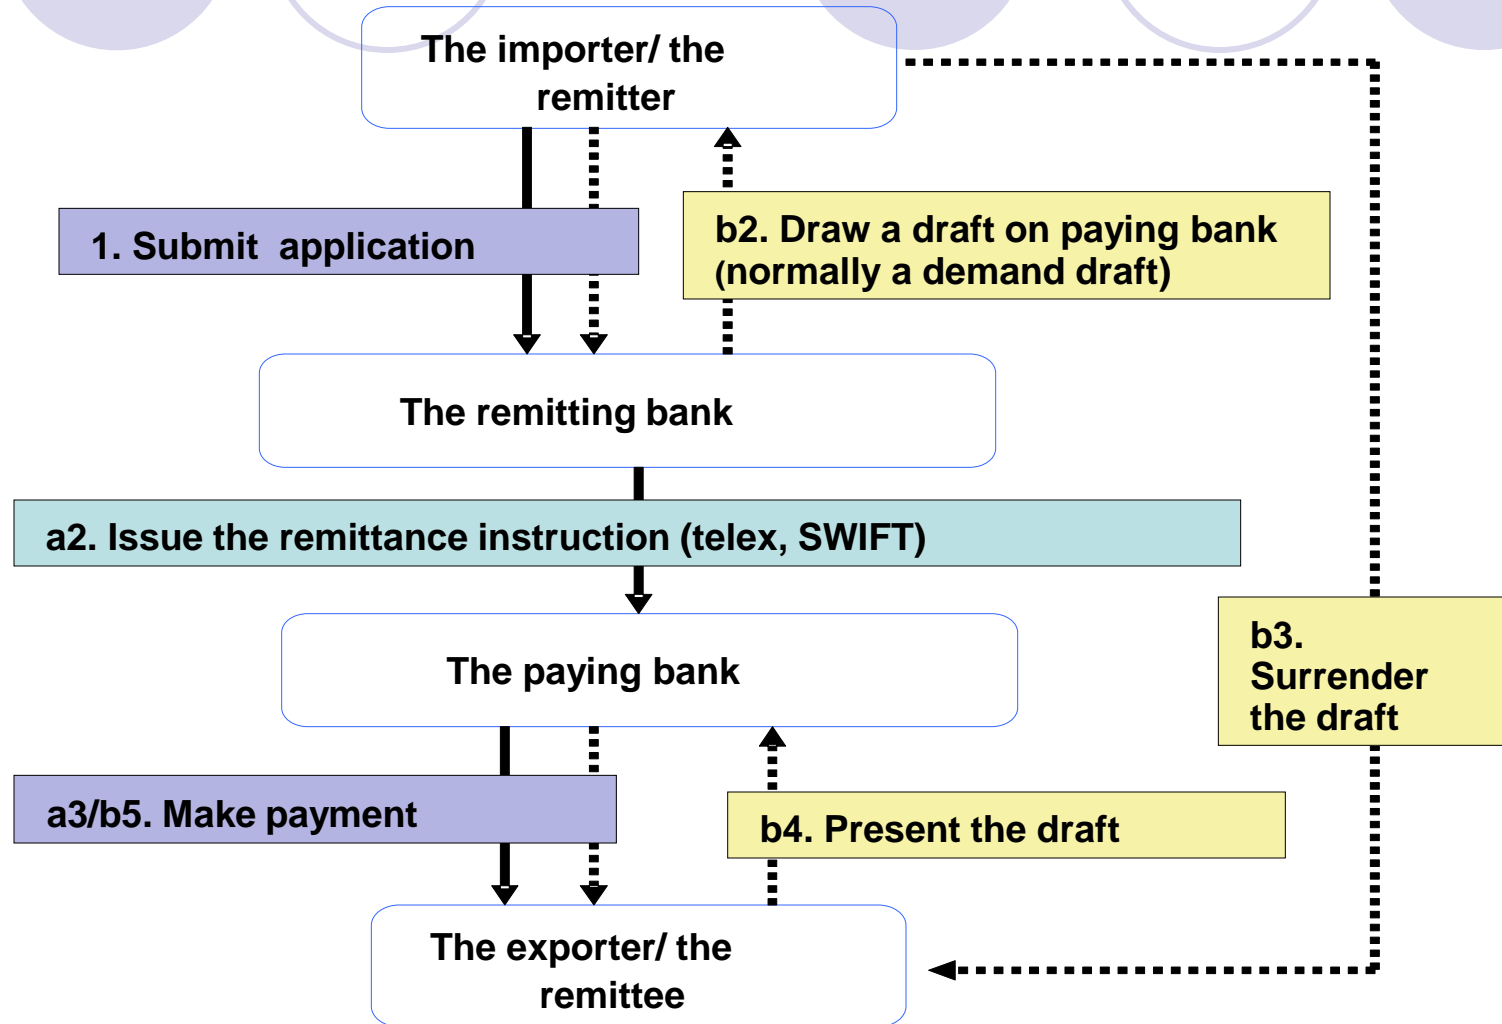 The importer/ the
remitter
1. Submit  application
b2. Draw a draft on paying bank
(normally a demand draft)
The remitting bank
a2. Issue the remittance instruction (telex, SWIFT)
The paying bank
b3.
Surrender
the draft
a3/b5. Make payment
b4. Present the draft
The exporter/ the
remittee